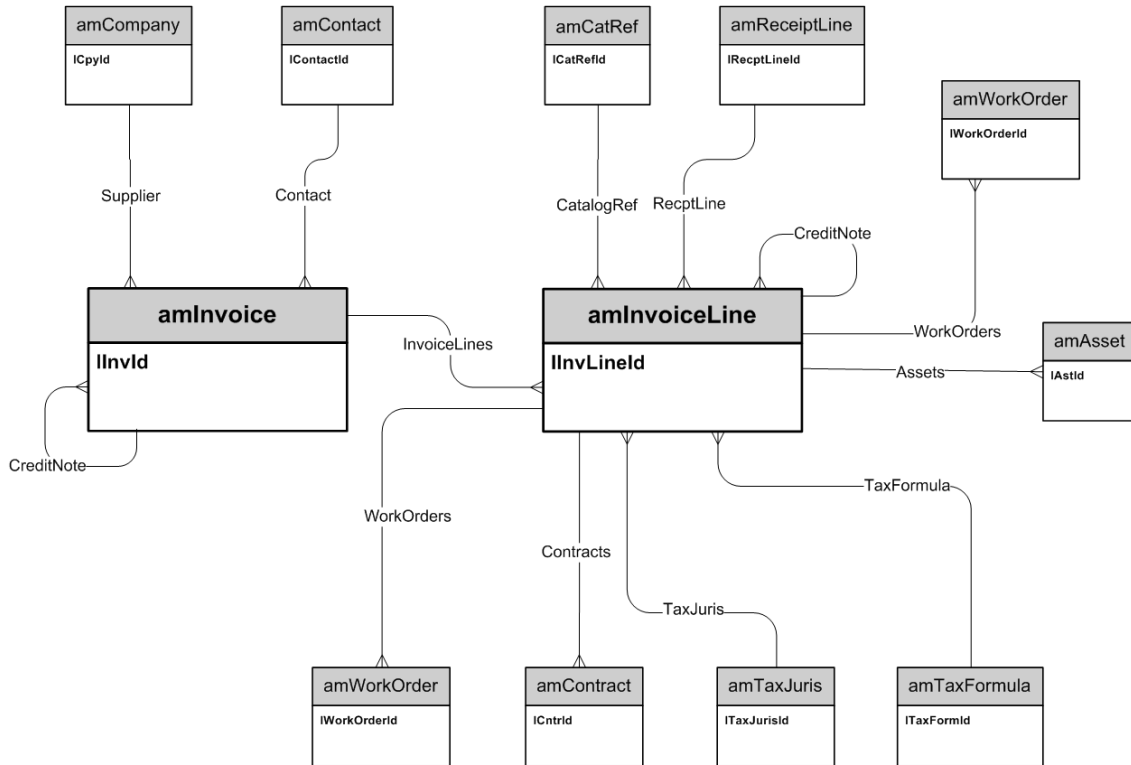 amCompany
lCpyId
amContact
lContactId
amCatRef
lCatRefId
amReceiptLine
lRecptLineId
amWorkOrder
lWorkOrderId
Supplier
Contact
CatalogRef
RecptLine
CreditNote
amInvoice
lInvId
InvoiceLines
amInvoiceLine
lInvLineId
WorkOrders
Assets
amAsset
lAstId
CreditNote
WorkOrders
Contracts
TaxFormula
TaxJuris
amWorkOrder
lWorkOrderId
amContract
lCntrId
amTaxJuris
lTaxJurisId
amTaxFormula
lTaxFormId